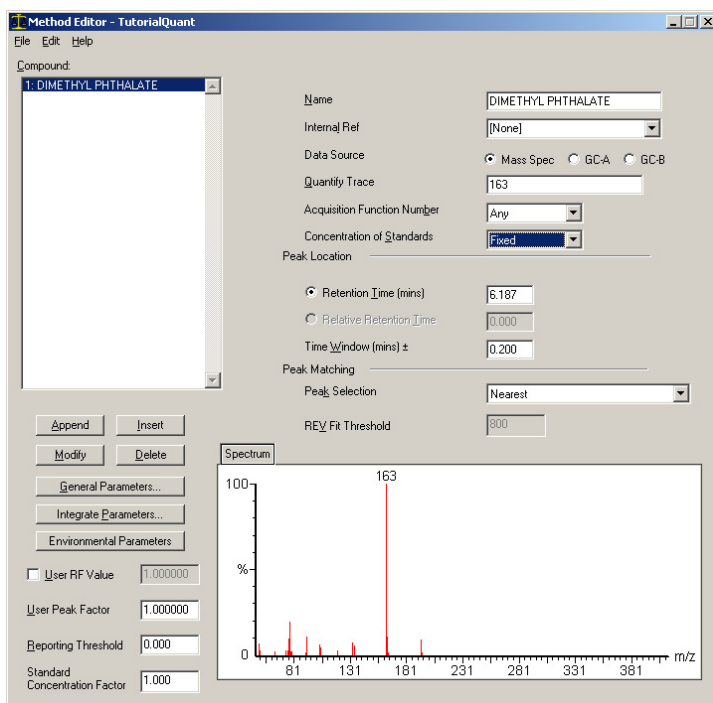 Method Editor - TutorialQuant
File Edit Help
Compound:
1: DIMETHYL PHTHALATE
Name DIMETHYL PHTHALATE
Internal Ref [None]
Data Source Mass Spec GC-A GC-B
Quantify Trace 163
Acquisition Function Number Any
Concentration of Standards Fixed
Peak Location
Retention Time (mins) 6.187
Relative Retention Time 0.000
Time Window (mins) ± 0.200
Peak Matching
Peak Selection Nearest
REV Fit Threshold 800
Append Insert
Modify Delete
General Parameters...
Integrate Parameters...
Environmental Parameters
User RF Value 1.000000
User Peak Factor 1.000000
Reporting Threshold 0.000
Standard
Concentration Factor 1.000
Spectrum
163
100
%
0
m/z
81 131 181 231 281 331 381